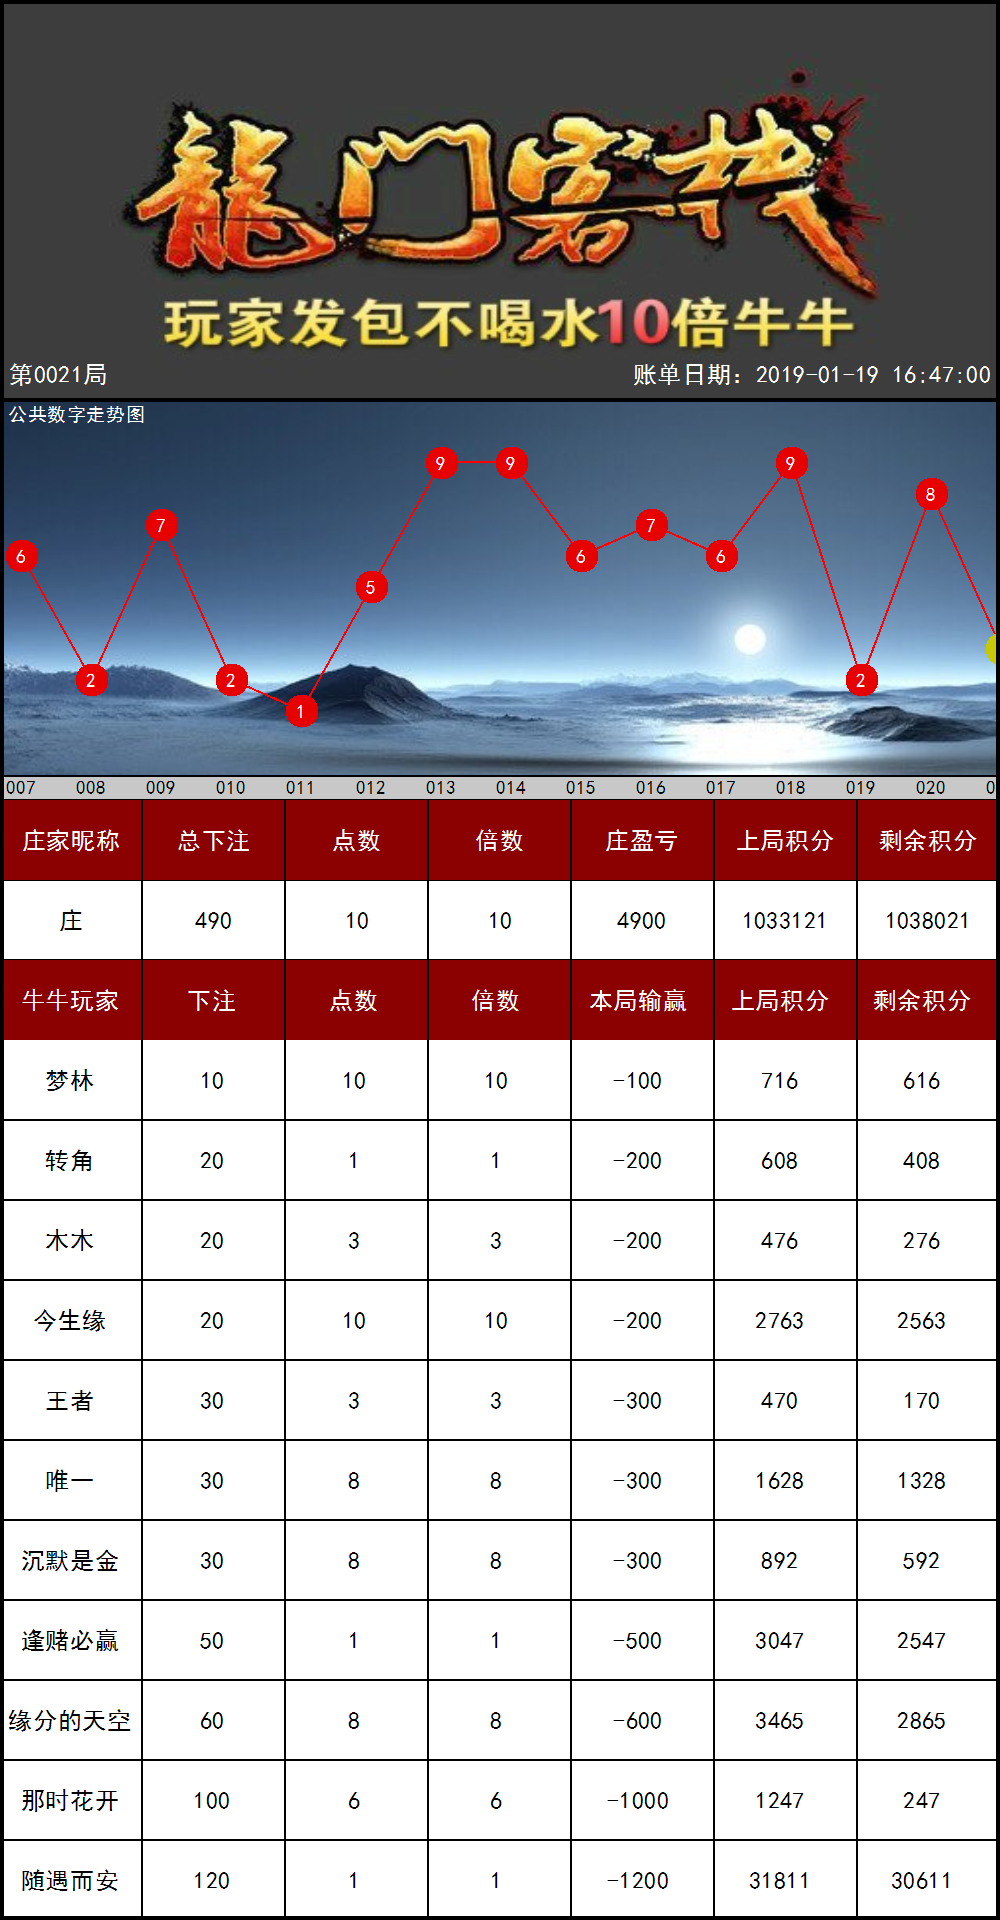 龍门客栈
玩家发包不喝水10倍牛牛
第0021局 账单日期：2019-01-19 16:47:00
公共数字走势图
6 2 7 2 1 5 9 9 6 7 6 9 2 8
007 008 009 010 011 012 013 014 015 016 017 018 019 020 0
庄家昵称 总下注 点数 倍数 庄盈亏 上局积分 剩余积分
庄 490 10 10 4900 1033121 1038021
牛牛玩家 下注 点数 倍数 本局输赢 上局积分 剩余积分
梦林 10 10 10 -100 716 616
转角 20 1 1 -200 608 408
木木 20 3 3 -200 476 276
今生缘 20 10 10 -200 2763 2563
王者 30 3 3 -300 470 170
唯一 30 8 8 -300 1628 1328
沉默是金 30 8 8 -300 892 592
逢赌必赢 50 1 1 -500 3047 2547
缘分的天空 60 8 8 -600 3465 2865
那时花开 100 6 6 -1000 1247 247
随遇而安 120 1 1 -1200 31811 30611